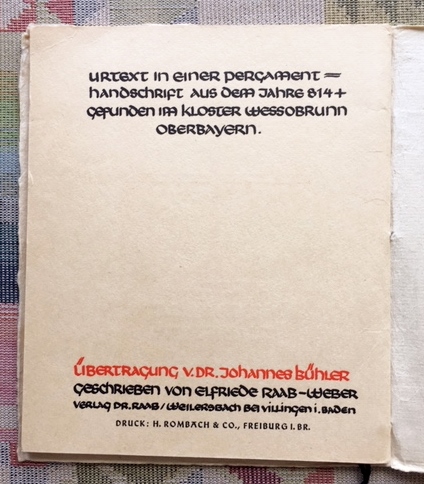 URTEXT IN EINER PERGAMENT=
HANDSCHRIFT AUS DEM JAHRE 814+
GEFUNDEN IM KLOSTER WESSOBRUNN
OBERBAYERN.
ÜBERTRAGUNG V. DR. JOHANNES BÜHLER
GESCHRIEBEN VON ELFRIEDE RAAB-WEBER
VERLAG DR. RAAB/WEILERSBACH BEI VILLINGEN I. BADEN
DRUCK: H. ROMBACH & CO., FREIBURG I. BR.